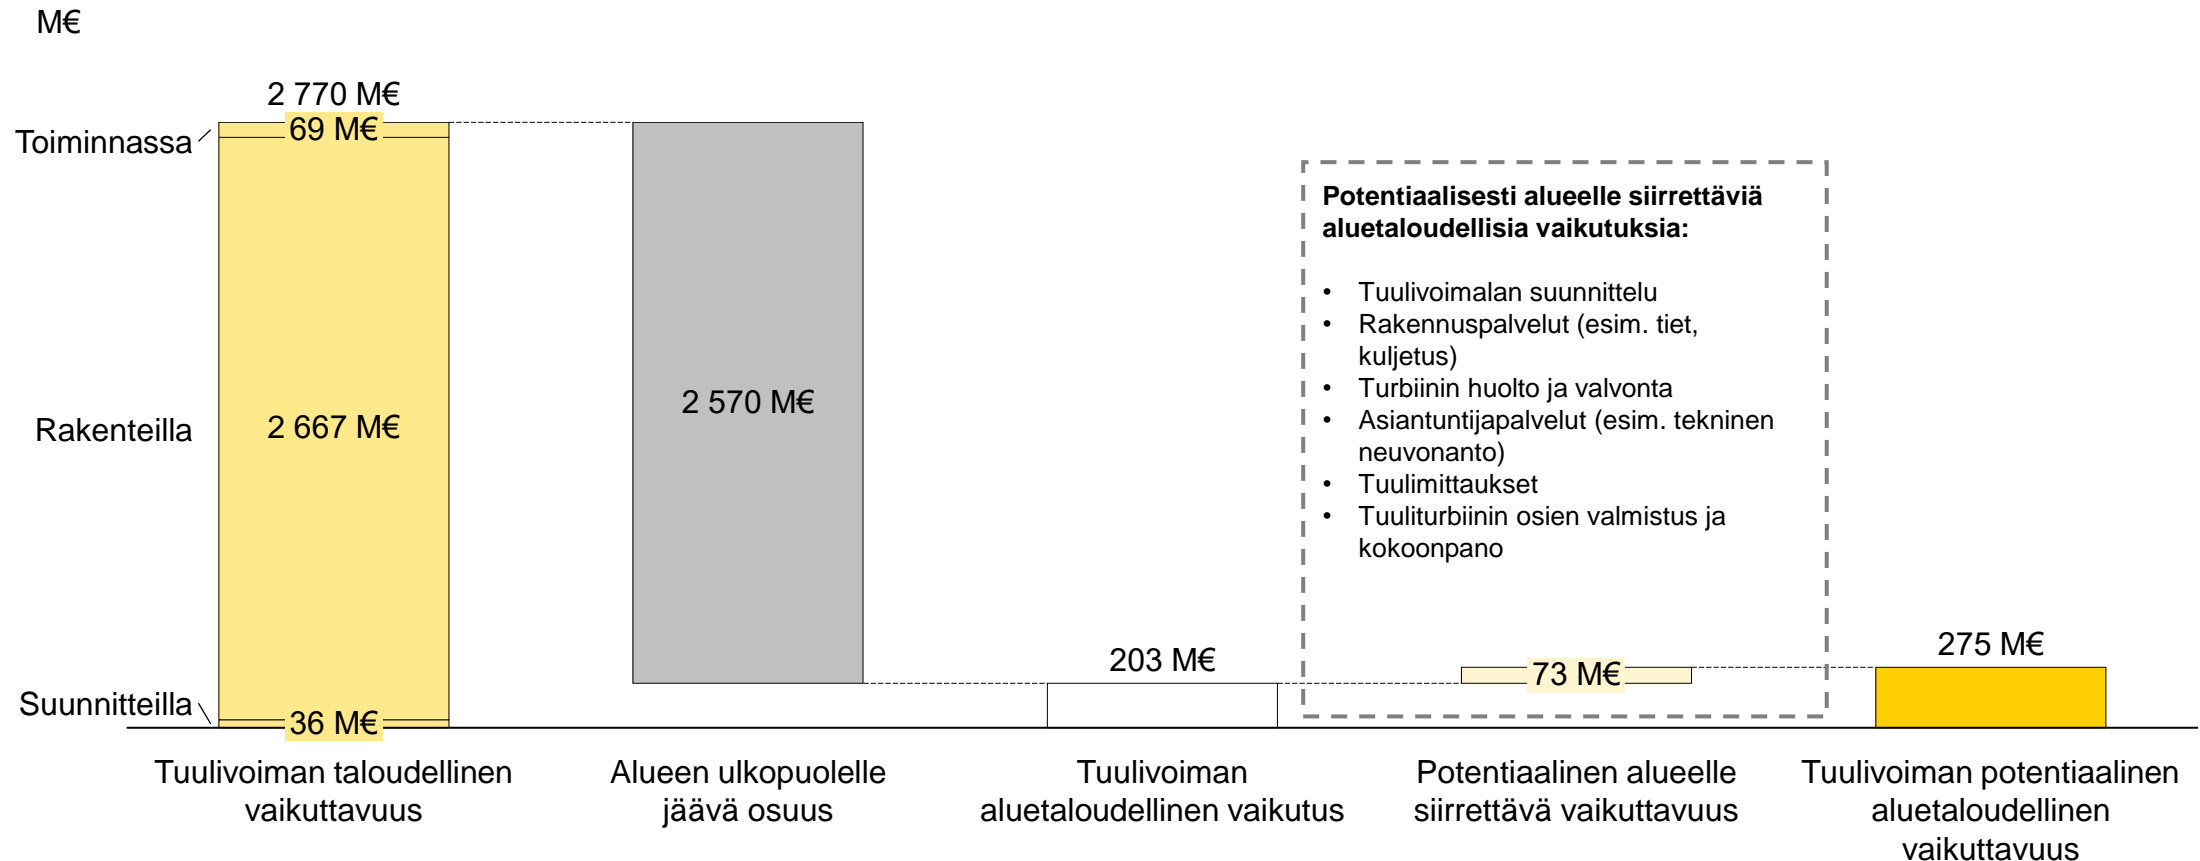 M€
2 770 M€
Toiminnassa
69 M€
Rakenteilla
2 667 M€
Suunnitteilla
36 M€
2 570 M€
203 M€
Potentiaalisesti alueelle siirrettäviä
aluetaloudellisia vaikutuksia:
• Tuulivoimalan suunnittelu
• Rakennuspalvelut (esim. tiet,
kuljetus)
• Turbiinin huolto ja valvonta
• Asiantuntijapalvelut (esim. tekninen
neuvonanto)
• Tuulimittaukset
• Tuuliturbiinin osien valmistus ja
kokoonpano
73 M€
275 M€
Tuulivoiman taloudellinen
vaikuttavuus
Alueen ulkopuolelle
jäävä osuus
Tuulivoiman
aluetaloudellinen vaikutus
Potentiaalinen alueelle
siirrettävä vaikuttavuus
Tuulivoiman potentiaalinen
aluetaloudellinen
vaikuttavuus